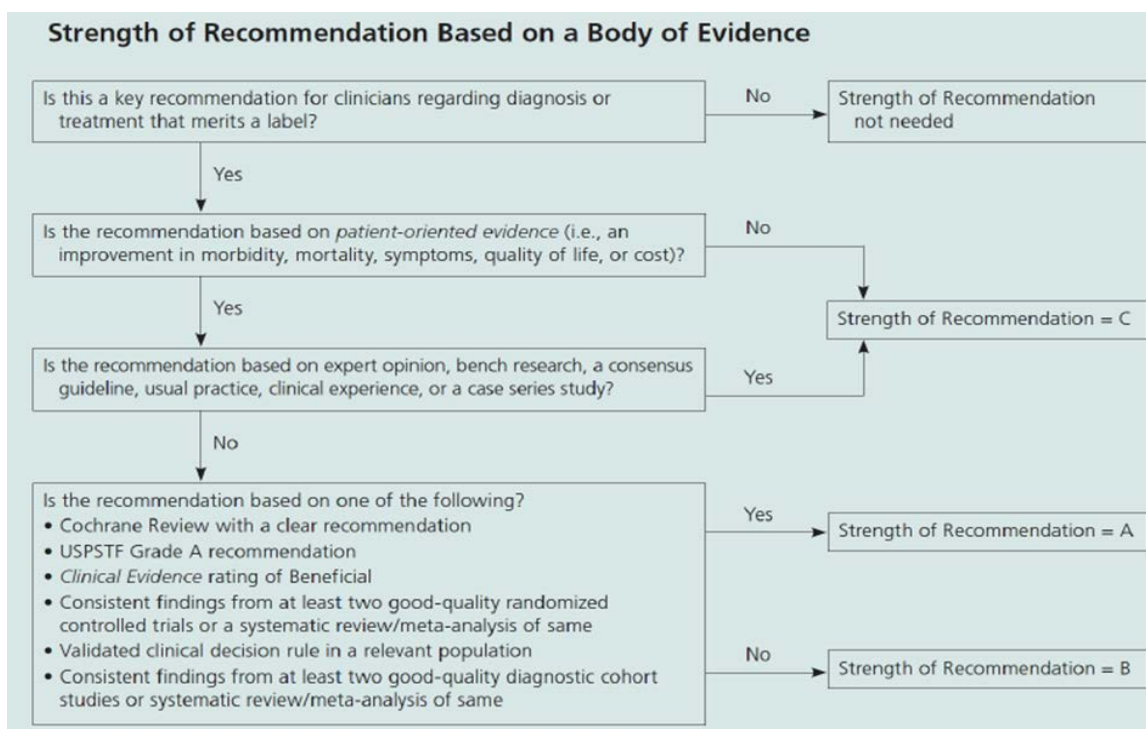 Strength of Recommendation Based on a Body of Evidence
Is this a key recommendation for clinicians regarding diagnosis or
treatment that merits a label?
No
Strength of Recommendation
not needed
Yes
Is the recommendation based on patient-oriented evidence (i.e., an
improvement in morbidity, mortality, symptoms, quality of life, or cost)?
No
Yes
Strength of Recommendation = C
Is the recommendation based on expert opinion, bench research, a consensus
guideline, usual practice, clinical experience, or a case series study?
Yes
No
Is the recommendation based on one of the following?
• Cochrane Review with a clear recommendation
• USPSTF Grade A recommendation
• Clinical Evidence rating of Beneficial
• Consistent findings from at least two good-quality randomized
controlled trials or a systematic review/meta-analysis of same
• Validated clinical decision rule in a relevant population
• Consistent findings from at least two good-quality diagnostic cohort
studies or systematic review/meta-analysis of same
Yes
Strength of Recommendation = A
No
Strength of Recommendation = B